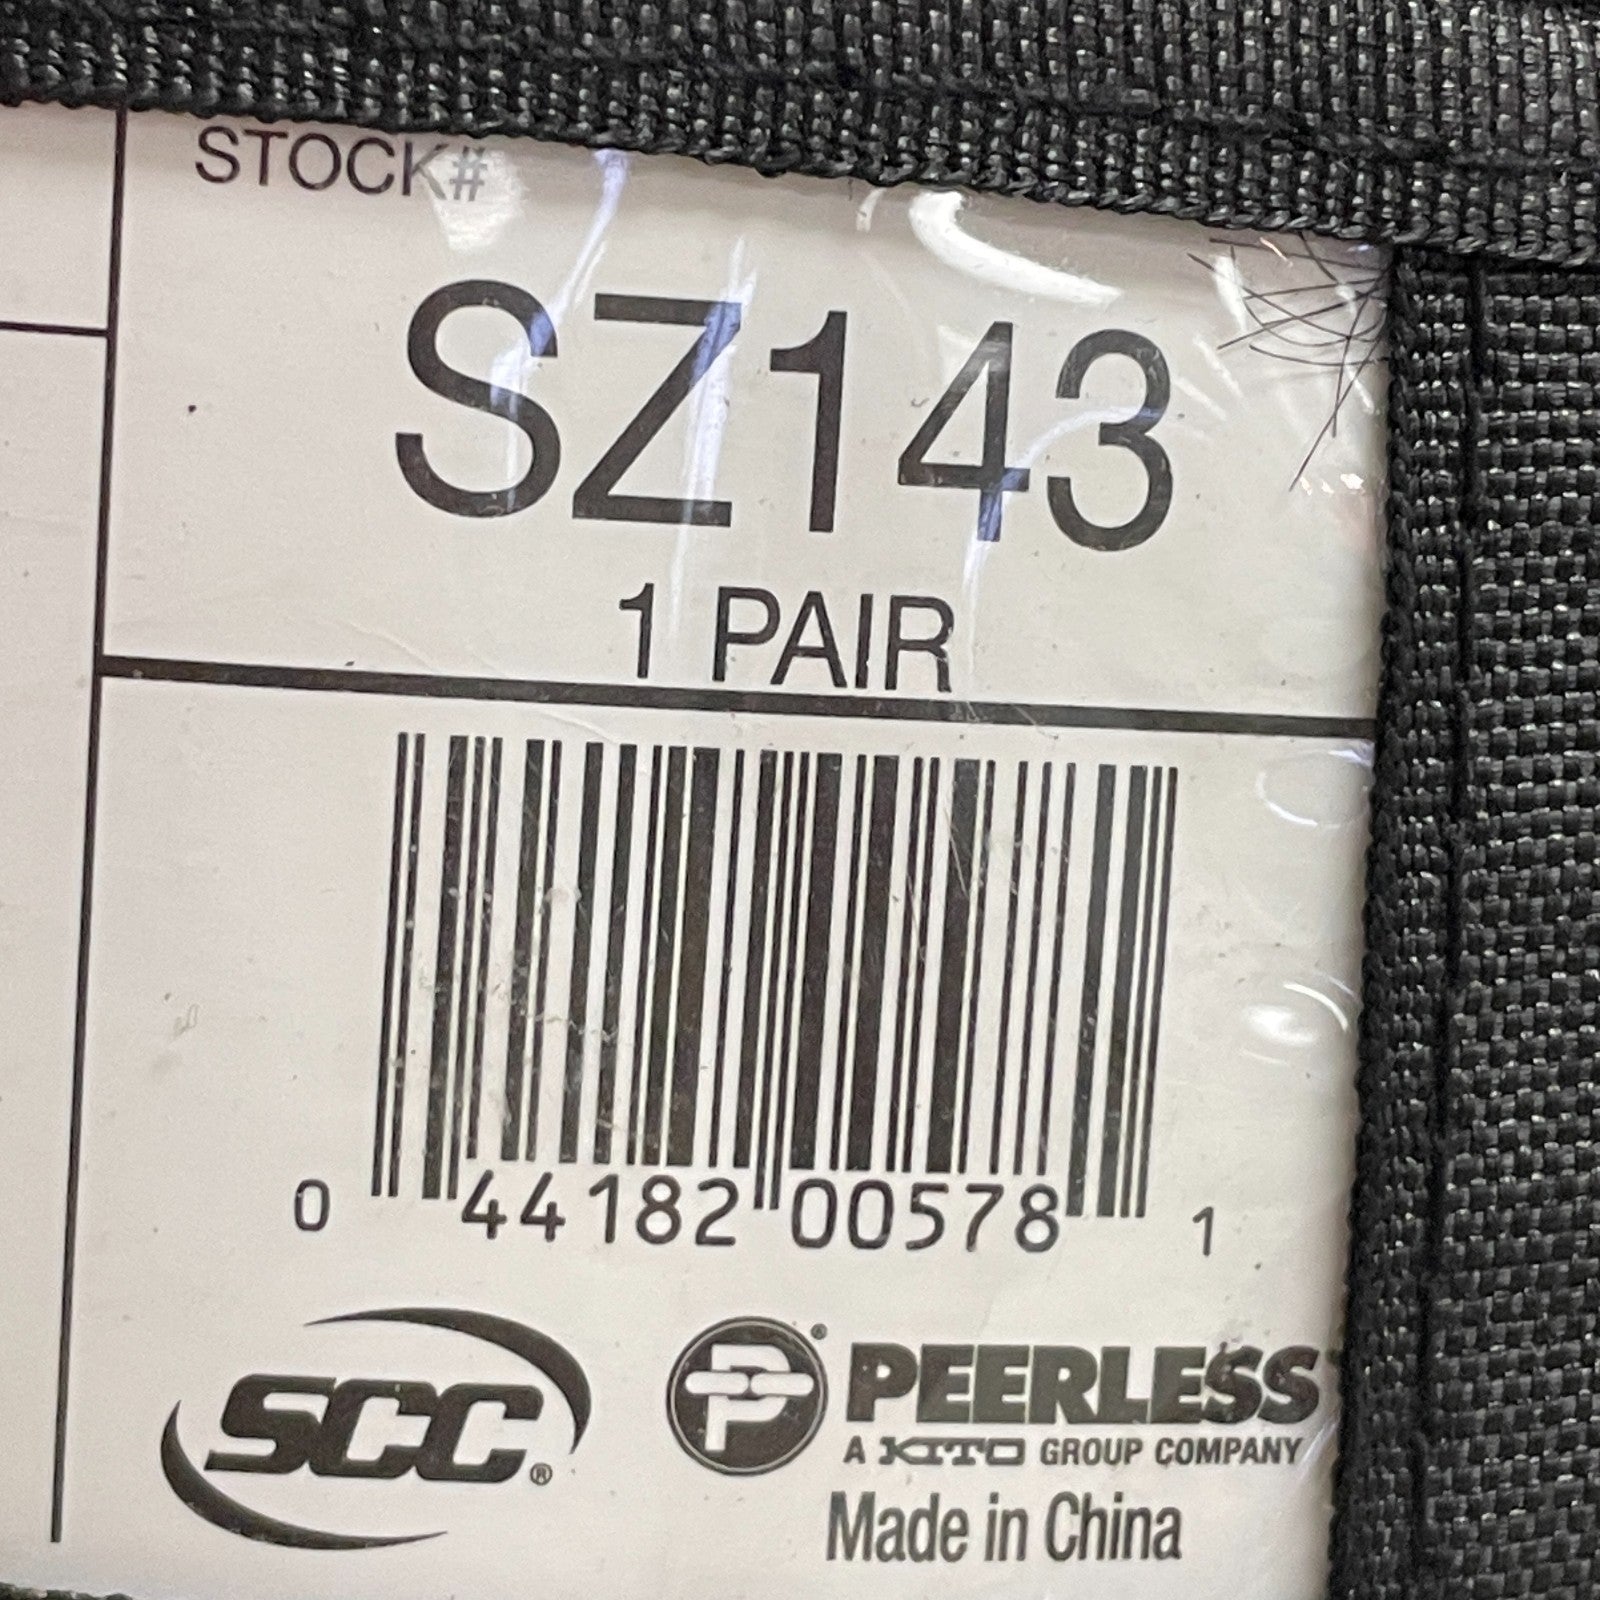 STOCK#
SZ143
1 PAIR
0 44182 00578 1
SCC®
P® PEERLESS
A KITO GROUP COMPANY
Made in China